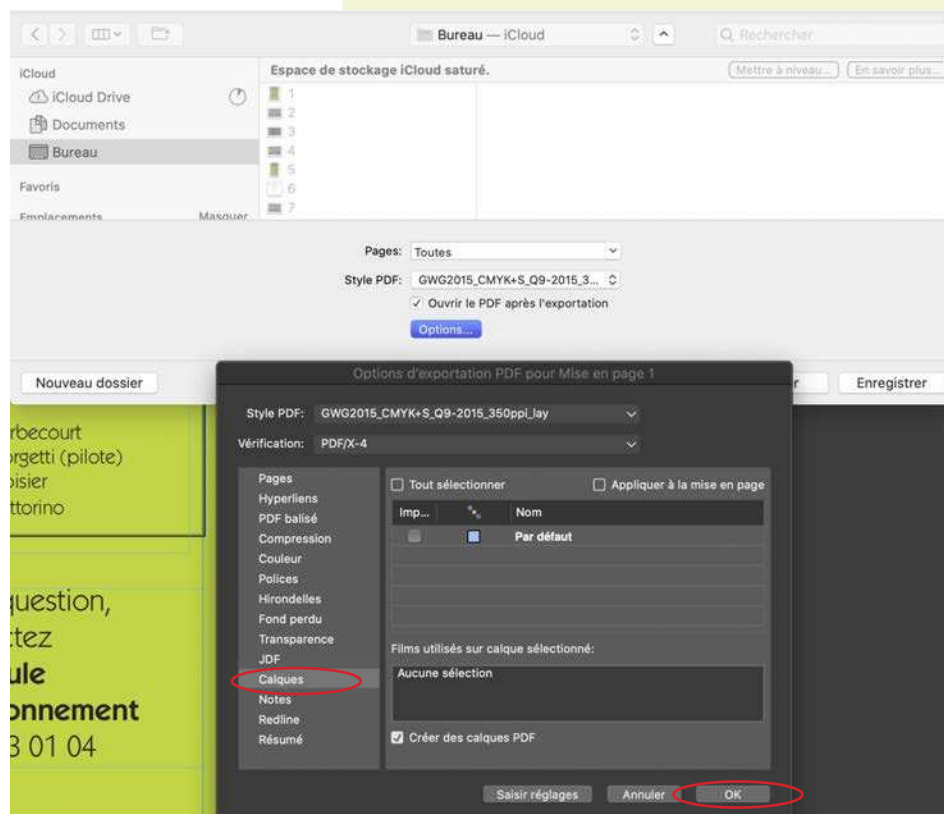 Bureau — iCloud
Rechercher
iCloud
Espace de stockage iCloud saturé.
Mettre à niveau...
En savoir plus...
iCloud Drive
Documents
Bureau
Favoris
Emplacements
Masquer
1
2
3
4
5
6
7
Pages: Toutes
Style PDF: GWG2015_CMYK+S_Q9-2015_3...
Ouvrir le PDF après l'exportation
Options...
Nouveau dossier
r
Enregistrer
Options d'exportation PDF pour Mise en page 1
Style PDF: GWG2015_CMYK+S_Q9-2015_350ppl_lay
Vérification: PDF/X-4
Pages
Hyperliens
PDF balisé
Compression
Couleur
Polices
Hirondelles
Fond perdu
Transparence
JDF
Calques
Notes
Redline
Résumé
Tout sélectionner
Appliquer à la mise en page
Imp...
Nom
Par défaut
Films utilisés sur calque sélectionné:
Aucune sélection
Créer des calques PDF
Saisir réglages
Annuler
OK
rbecourt
orgetti (pilote)
oisier
ttorino
question,
ctez
ule
onnement
3 01 04